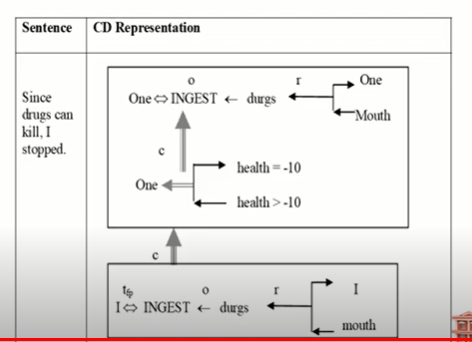 Sentence CD Representation
Since
drugs can
kill, I
stopped.
o r One
One ⇔ INGEST ← durgs
Mouth
c
health = -10
One
health > -10
c
tfp o r I
I ⇔ INGEST ← durgs
mouth